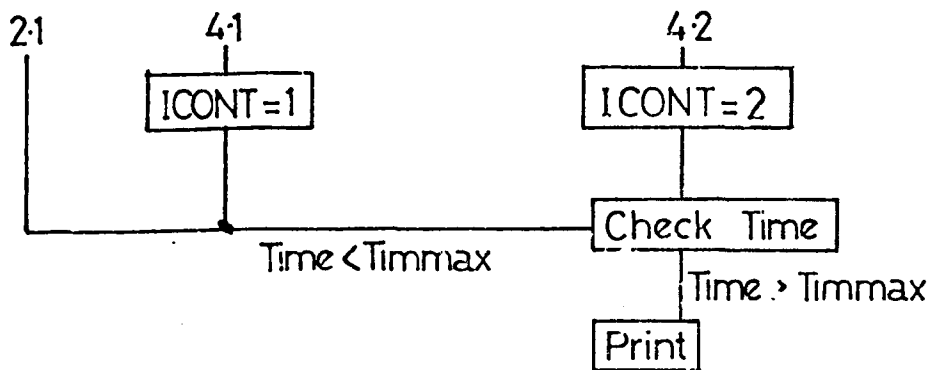 2·1
4·1
4·2
ICONT=1
ICONT=2
Check Time
Time<Timmax
Time > Timmax
Print